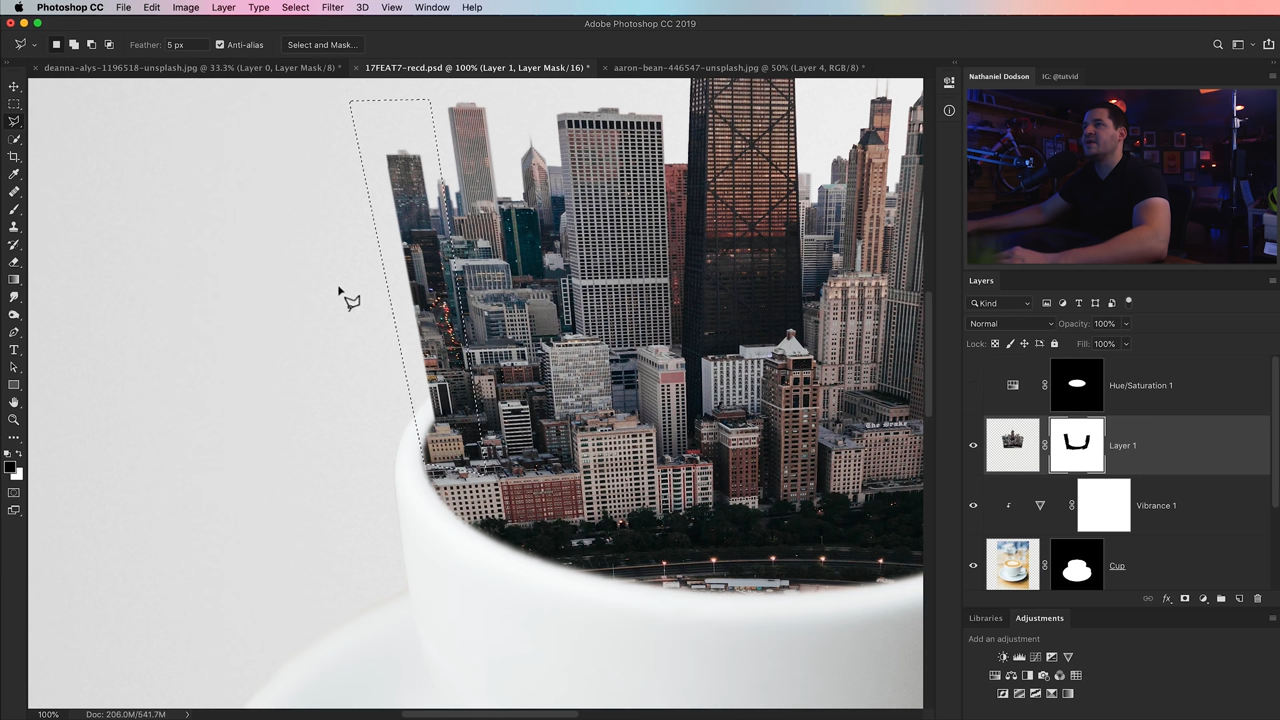 Photoshop CC File Edit Image Layer Type Select Filter 3D View Window Help
Adobe Photoshop CC 2019
Feather: 5 px Anti-alias Select and Mask...
× deanna-alys-1196518-unsplash.jpg @ 33.3% (Layer 0, Layer Mask/8) * × 17FEAT7-recd.psd @ 100% (Layer 1, Layer Mask/16) * × aaron-bean-446547-unsplash.jpg @ 50% (Layer 4, RGB/8) *
Nathaniel Dodson IG: @tutvid
Layers
Kind
Normal Opacity: 100%
Lock: Fill: 100%
Hue/Saturation 1
Layer 1
Vibrance 1
Cup
fx
Libraries Adjustments
Add an adjustment
The Drake
100% Doc: 206.0M/541.7M